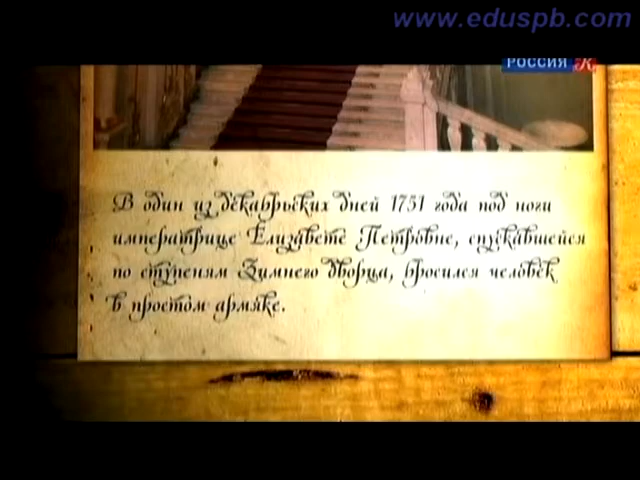 www.eduspb.com
РОССИЯ К
В один из декабрьских дней 1751 года под ноги
императрице Елизавете Петровне, спускавшейся
по ступеням Зимнего дворца, бросился человек
в простом армяке.